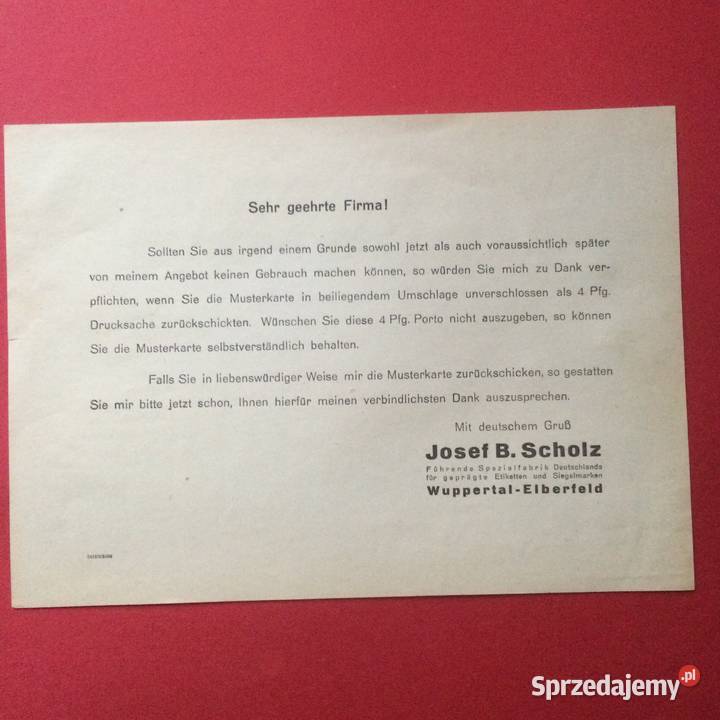 Sehr geehrte Firma!
Sollten Sie aus irgend einem Grunde sowohl jetzt als auch voraussichtlich später
von meinem Angebot keinen Gebrauch machen können, so würden Sie mich zu Dank ver-
pflichten, wenn Sie die Musterkarte in beiliegendem Umschlage unverschlossen als 4 Pfg.
Drucksache zurückschickten. Wünschen Sie diese 4 Pfg. Porto nicht auszugeben, so können
Sie die Musterkarte selbstverständlich behalten.
Falls Sie in liebenswürdiger Weise mir die Musterkarte zurückschicken, so gestatten
Sie mir bitte jetzt schon, Ihnen hierfür meinen verbindlichsten Dank auszusprechen.
Mit deutschem Gruß
Josef B. Scholz
Führende Spezialfabrik Deutschlands
für geprägte Etiketten und Siegelmarken
Wuppertal-Elberfeld
Sprzedajemy.pl